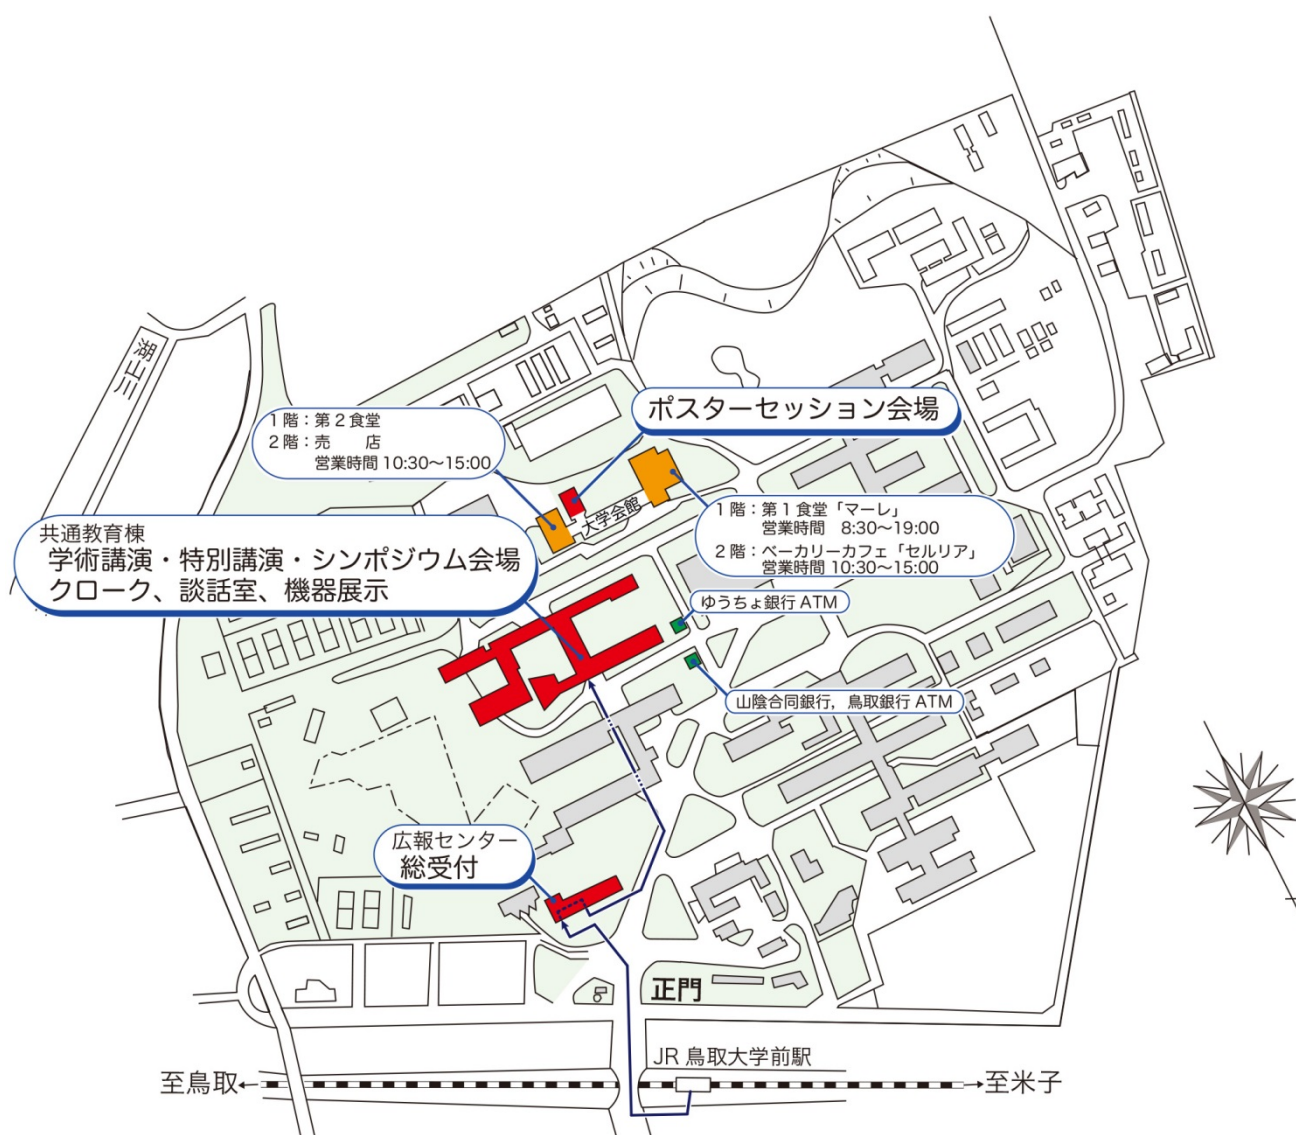 湖山川
1階：第2食堂
2階：売　　店
営業時間 10:30〜15:00
ポスターセッション会場
大学会館
1階：第1食堂「マーレ」
営業時間　8:30〜19:00
2階：ベーカリーカフェ「セルリア」
営業時間 10:30〜15:00
共通教育棟
学術講演・特別講演・シンポジウム会場
クローク、談話室、機器展示
ゆうちょ銀行 ATM
山陰合同銀行，鳥取銀行 ATM
広報センター
総受付
正門
JR 鳥取大学前駅
至鳥取
至米子